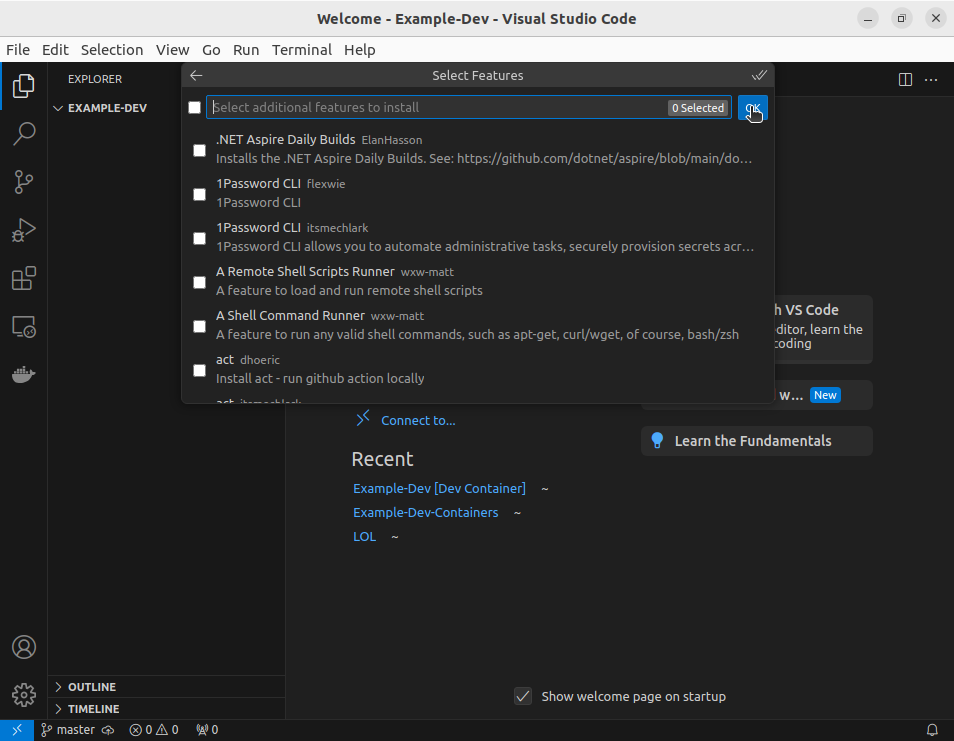 Welcome - Example-Dev - Visual Studio Code
File Edit Selection View Go Run Terminal Help
EXPLORER
EXAMPLE-DEV
Select Features
Select additional features to install
0 Selected
.NET Aspire Daily Builds ElanHasson
Installs the .NET Aspire Daily Builds. See: https://github.com/dotnet/aspire/blob/main/do...
1Password CLI flexwie
1Password CLI
1Password CLI itsmechlark
1Password CLI allows you to automate administrative tasks, securely provision secrets acr...
A Remote Shell Scripts Runner wxw-matt
A feature to load and run remote shell scripts
A Shell Command Runner wxw-matt
A feature to run any valid shell commands, such as apt-get, curl/wget, of course, bash/zsh
act dhoeric
Install act - run github action locally
act itsmechlark
VS Code
learn the
w... New
Connect to...
Learn the Fundamentals
Recent
Example-Dev [Dev Container] ~
Example-Dev-Containers ~
LOL ~
OUTLINE
TIMELINE
Show welcome page on startup
master 0 0 0